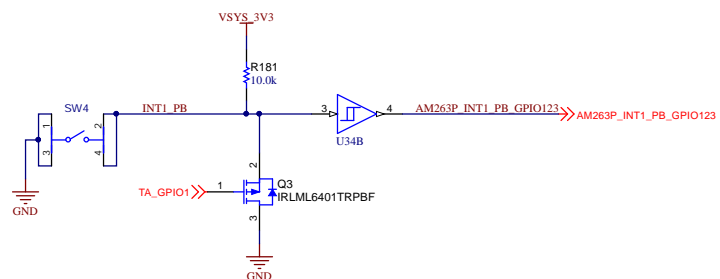 VSYS_3V3
R181
10.0k
SW4
INT1_PB
3
4
AM263P_INT1_PB_GPIO123
AM263P_INT1_PB_GPIO123
1
3
2
4
U34B
2
Q3
TA_GPIO1
1
IRLML6401TRPBF
3
GND
GND